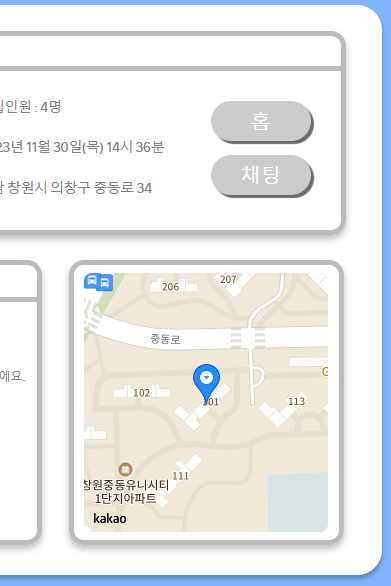 입인원 : 4명
홈
23년 11월 30일(목) 14시 36분
채팅
남 창원시 의창구 중동로 34
206
207
중동로
에요.
102
101
113
111
창원중동유니시티
1단지아파트
kakao